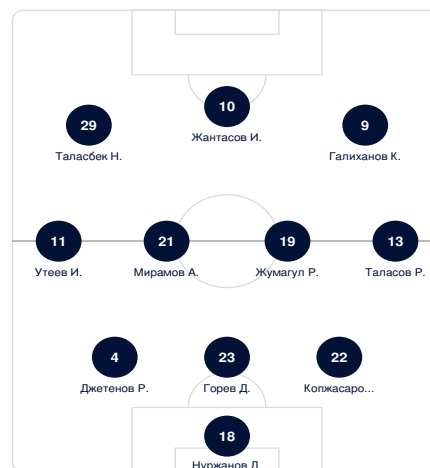 10
29
9
Жантасов И.
Таласбек Н.
Галиханов К.
11
21
19
13
Утеев И.
Мирамов А.
Жумагул Р.
Таласов Р.
4
23
22
Джетенов Р.
Горев Д.
Копжасаро...
18
Нуржанов Д.